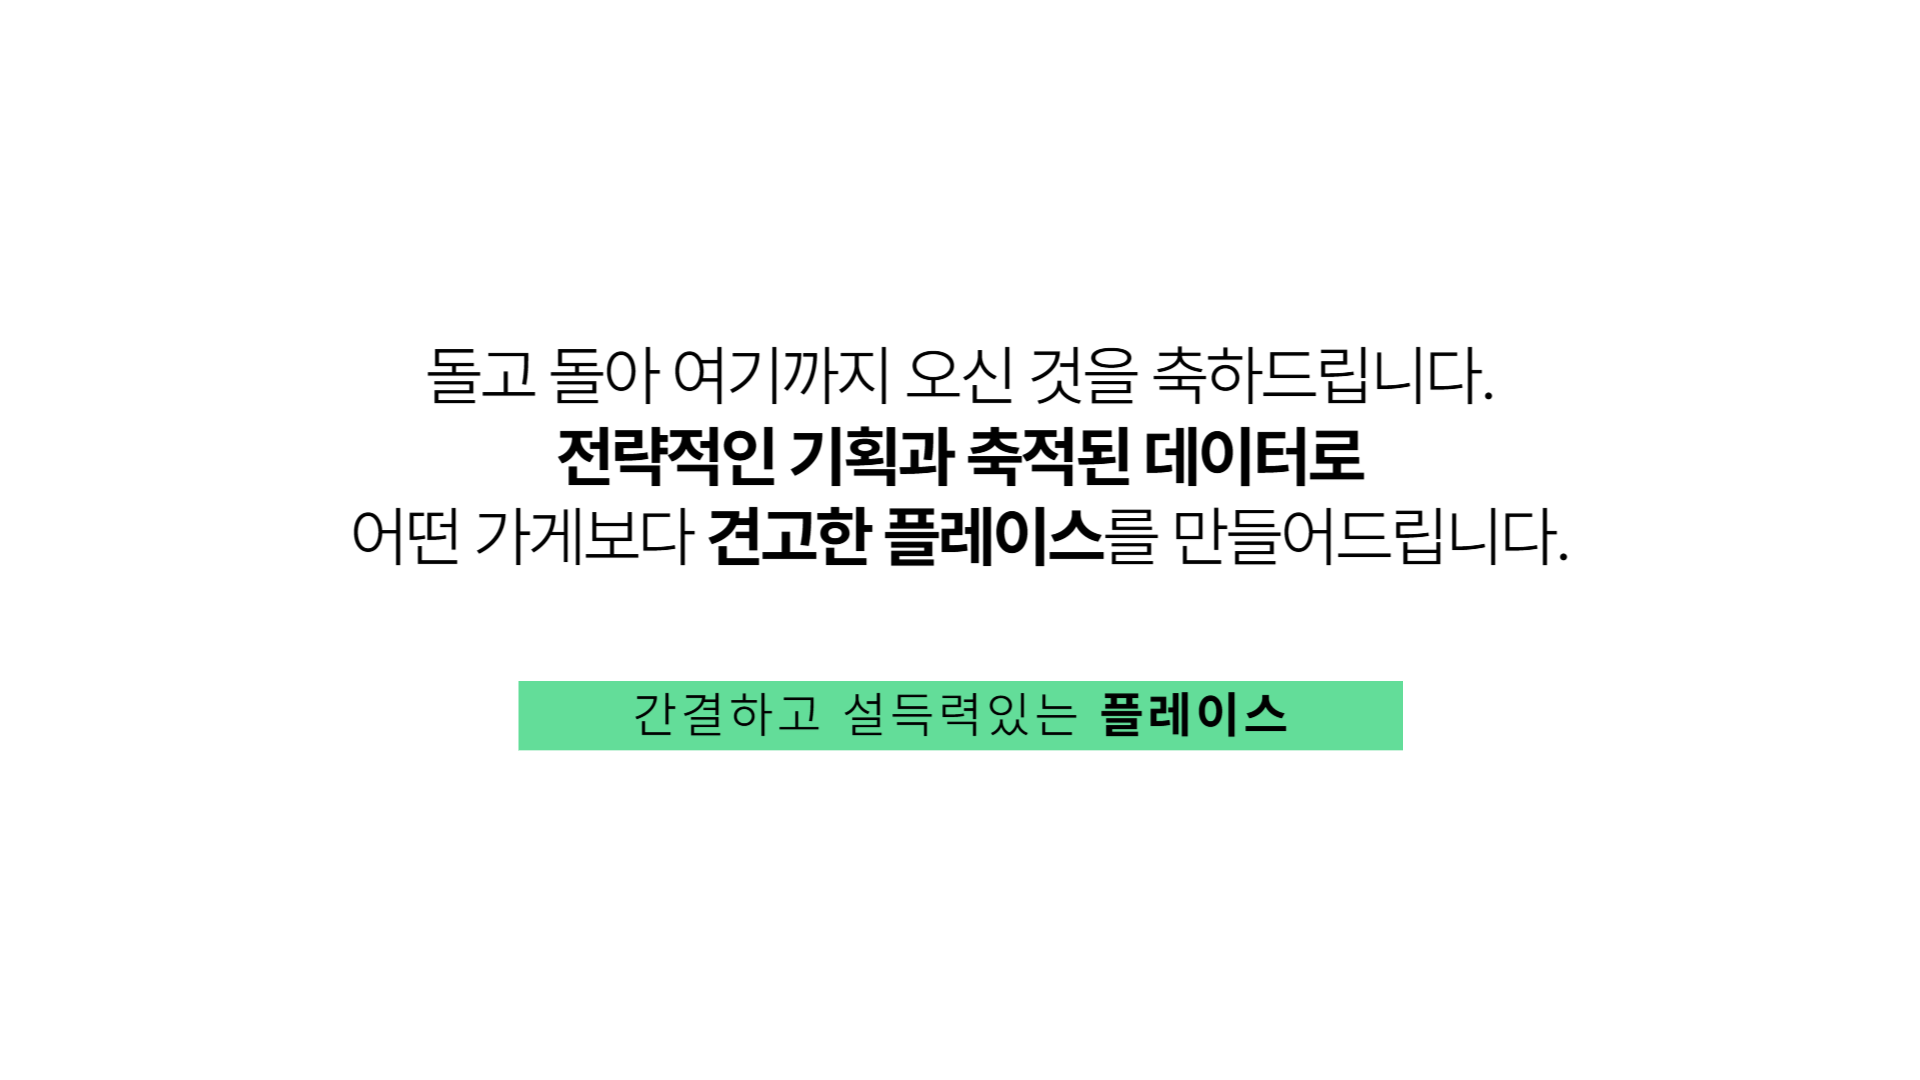 돌고 돌아 여기까지 오신 것을 축하드립니다.
전략적인 기획과 축적된 데이터로
어떤 가게보다 견고한 플레이스를 만들어드립니다.
간결하고 설득력있는 플레이스